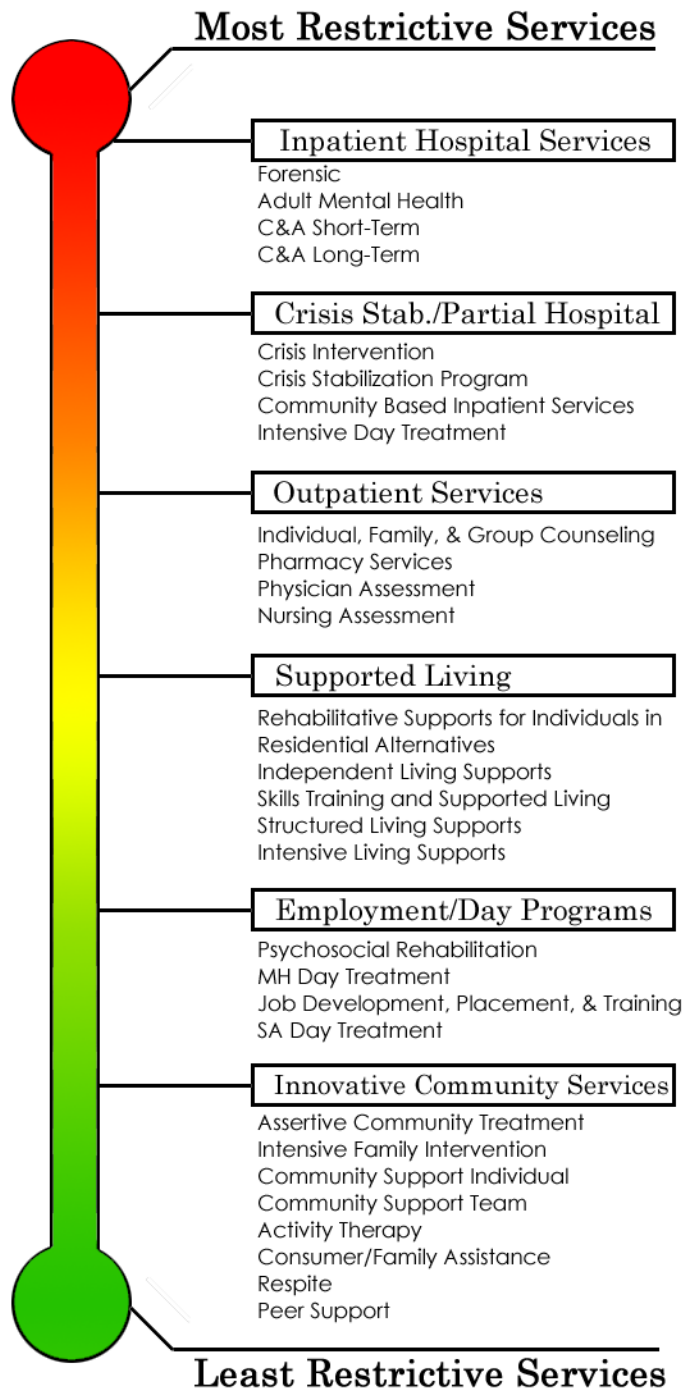 Most Restrictive Services
Inpatient Hospital Services
Forensic
Adult Mental Health
C&A Short-Term
C&A Long-Term
Crisis Stab./Partial Hospital
Crisis Intervention
Crisis Stabilization Program
Community Based Inpatient Services
Intensive Day Treatment
Outpatient Services
Individual, Family, & Group Counseling
Pharmacy Services
Physician Assessment
Nursing Assessment
Supported Living
Rehabilitative Supports for Individuals in
Residential Alternatives
Independent Living Supports
Skills Training and Supported Living
Structured Living Supports
Intensive Living Supports
Employment/Day Programs
Psychosocial Rehabilitation
MH Day Treatment
Job Development, Placement, & Training
SA Day Treatment
Innovative Community Services
Assertive Community Treatment
Intensive Family Intervention
Community Support Individual
Community Support Team
Activity Therapy
Consumer/Family Assistance
Respite
Peer Support
Least Restrictive Services